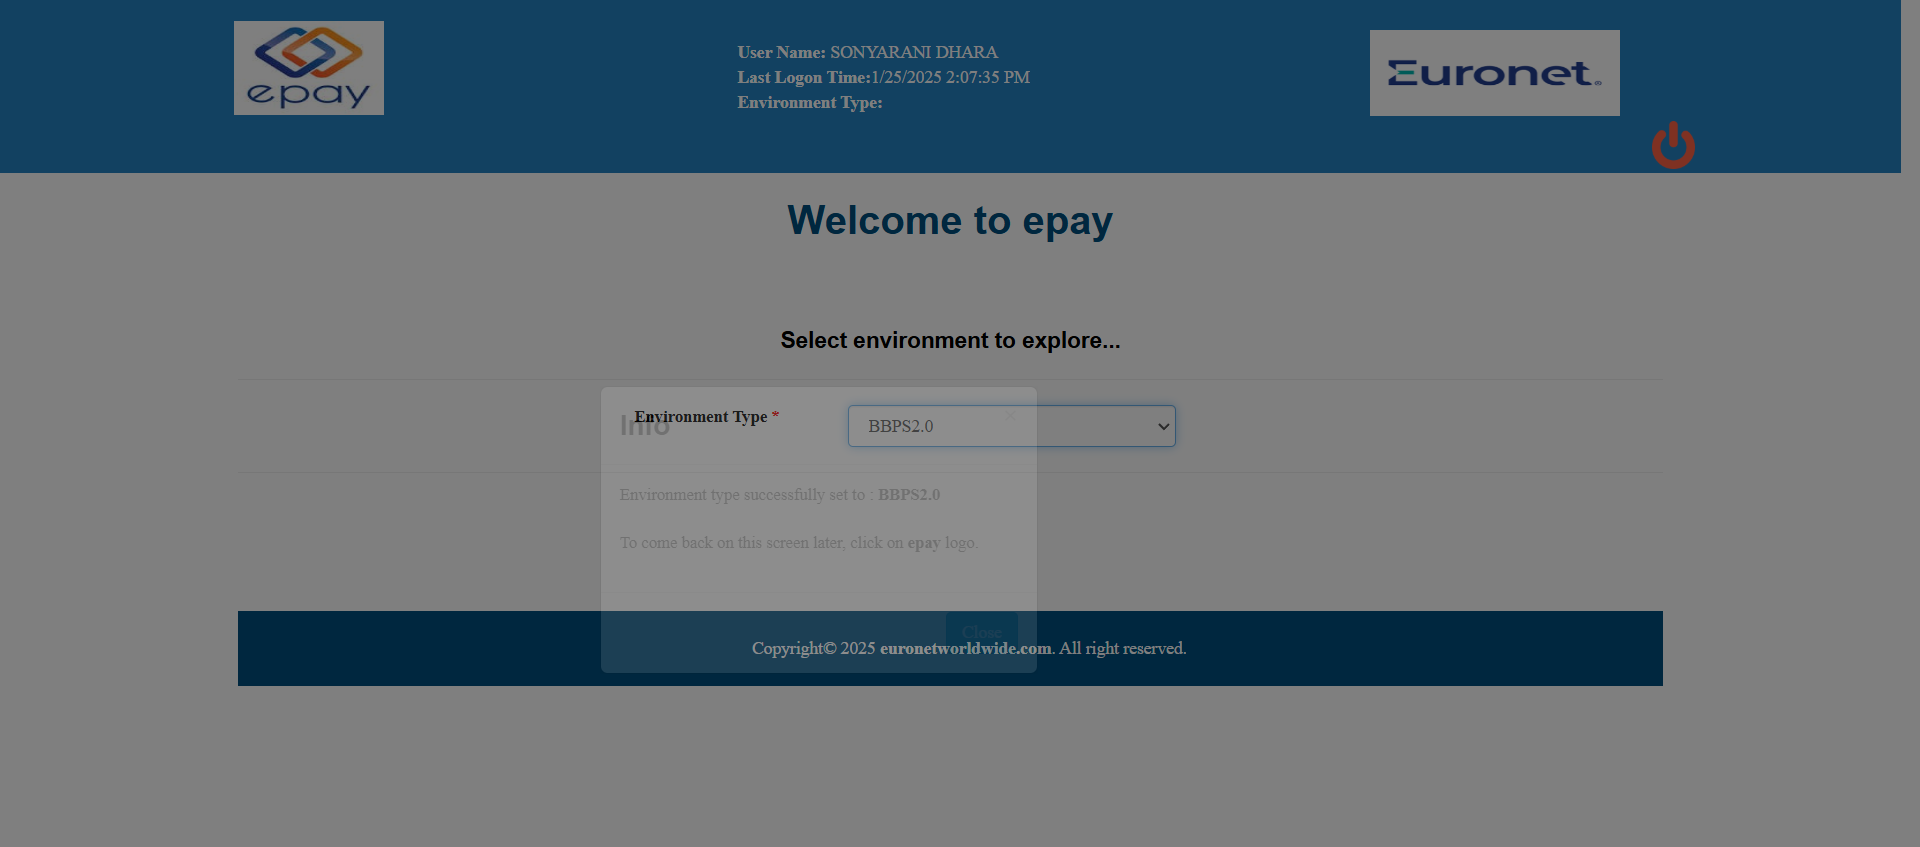 epay
User Name: SONYARANI DHARA
Last Logon Time:1/25/2025 2:07:35 PM
Environment Type:
Euronet
Welcome to epay
Select environment to explore...
Info
Environment Type *
BBPS2.0
Environment type successfully set to : BBPS2.0
To come back on this screen later, click on epay logo.
Close
Copyright© 2025 euronetworldwide.com. All right reserved.